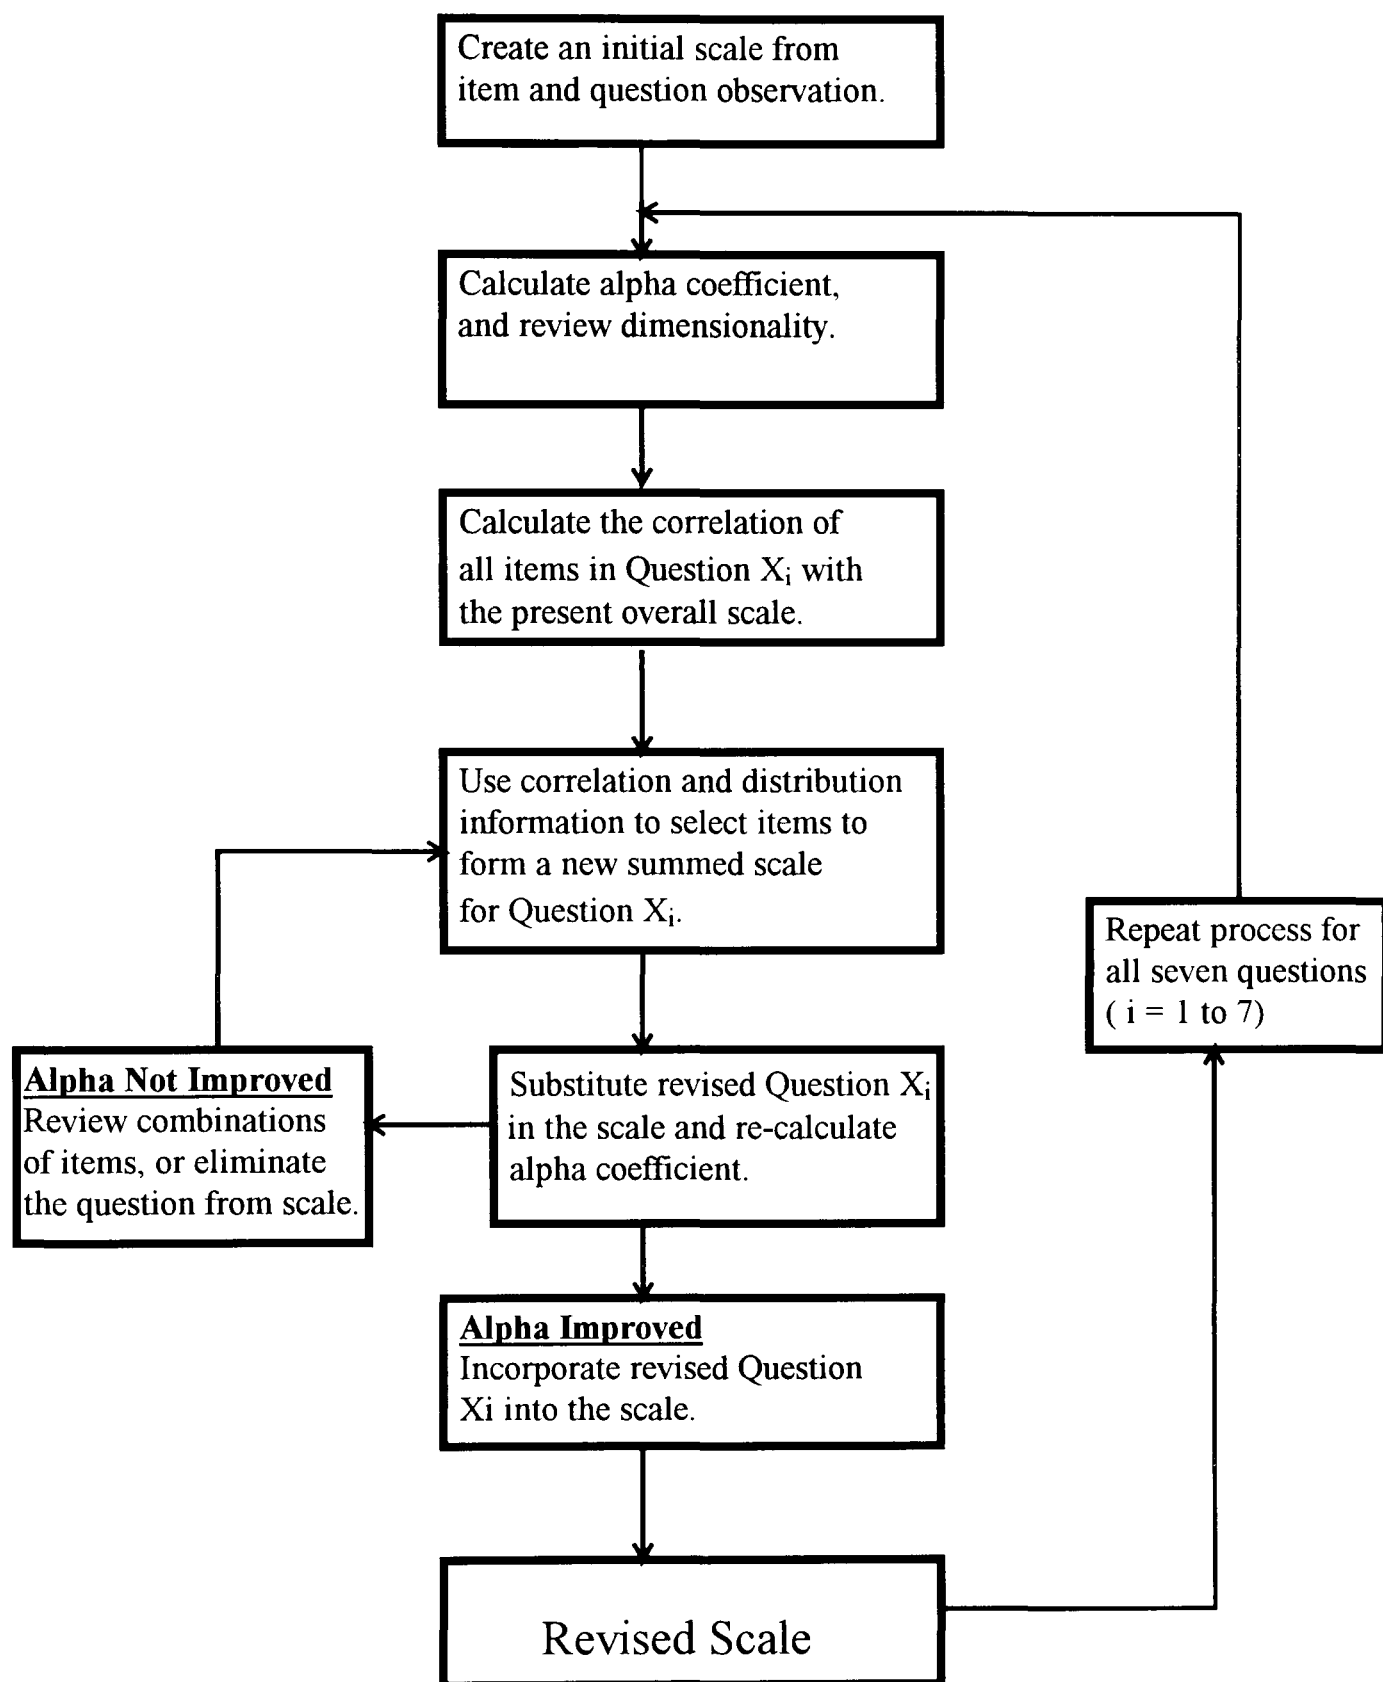 Create an initial scale from
item and question observation.
Calculate alpha coefficient,
and review dimensionality.
Calculate the correlation of
all items in Question Xᵢ with
the present overall scale.
Use correlation and distribution
information to select items to
form a new summed scale
for Question Xᵢ.
Repeat process for
all seven questions
( i = 1 to 7)
Alpha Not Improved
Review combinations
of items, or eliminate
the question from scale.
Substitute revised Question Xᵢ
in the scale and re-calculate
alpha coefficient.
Alpha Improved
Incorporate revised Question
Xi into the scale.
Revised Scale